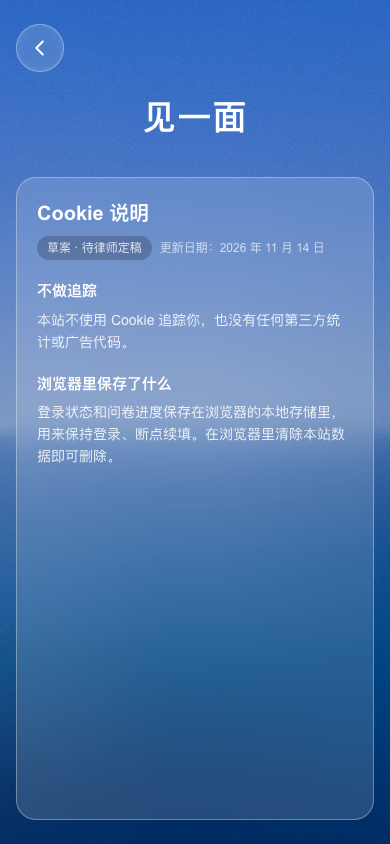 见一面
Cookie 说明
草案 · 待律师定稿 更新日期：2026 年 11 月 14 日
不做追踪
本站不使用 Cookie 追踪你，也没有任何第三方统
计或广告代码。
浏览器里保存了什么
登录状态和问卷进度保存在浏览器的本地存储里，
用来保持登录、断点续填。在浏览器里清除本站数
据即可删除。